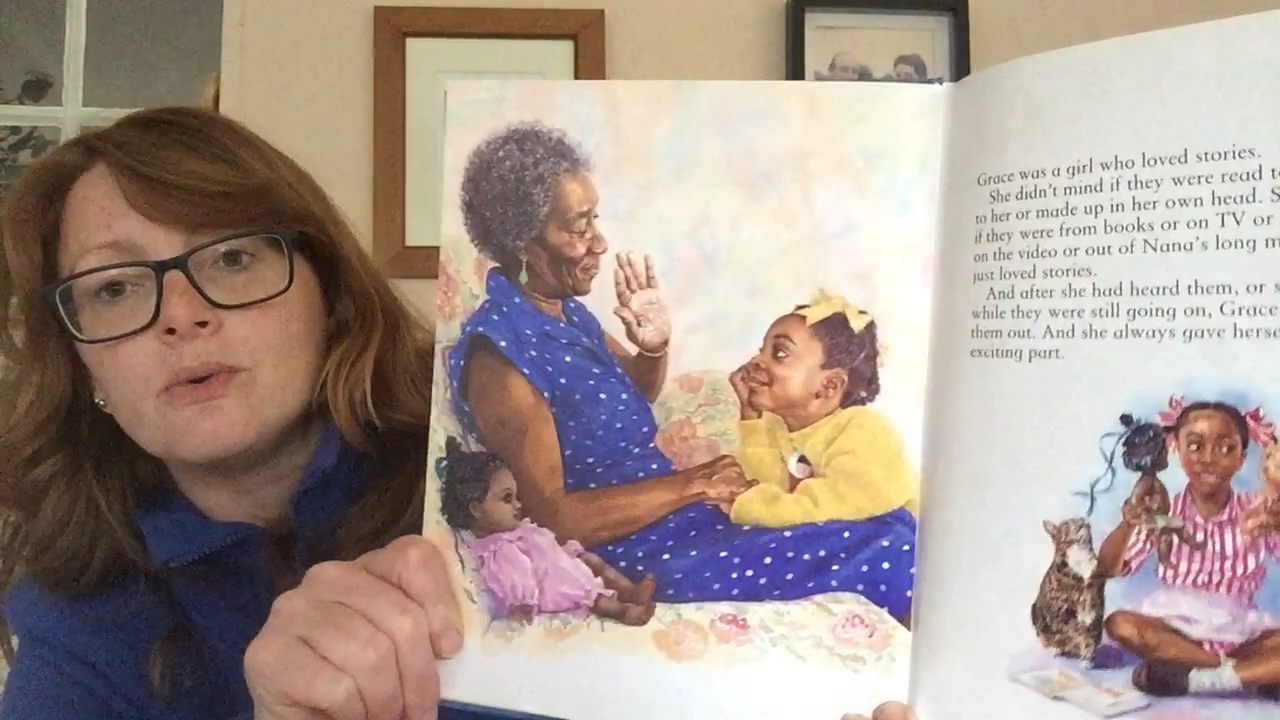 Grace was a girl who loved stories.
She didn't mind if they were read
to her or made up in her own head.
if they were from books or on TV or
on the video or out of Nana's long
just loved stories.
And after she had heard them, or
while they were still going on, Grace
them out. And she always gave
exciting part.